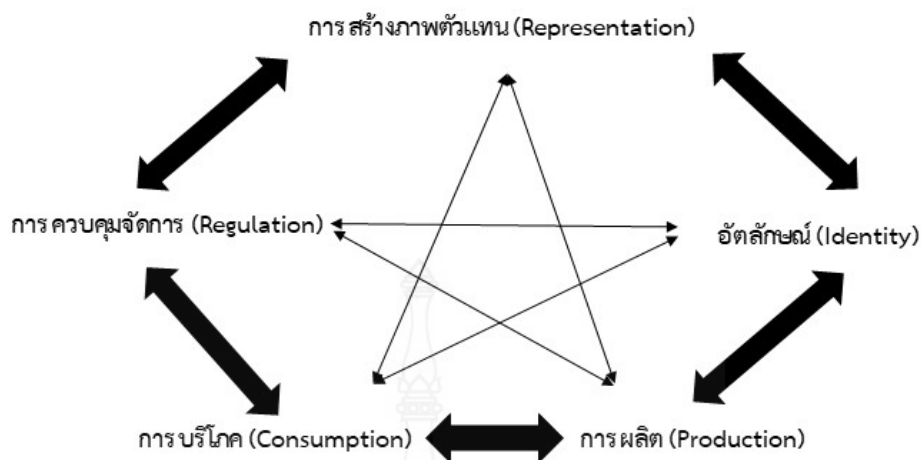 การสร้างภาพตัวแทน (Representation)
การควบคุมจัดการ (Regulation)
อัตลักษณ์ (Identity)
การบริโภค (Consumption)
การผลิต (Production)